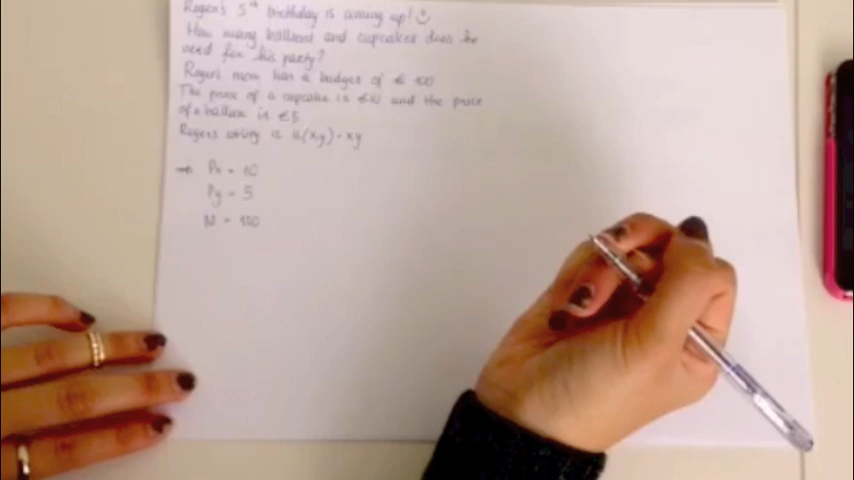 Roger's 5th birthday is coming up! ☺
How many balloons and cupcakes does he
need for his party?
Roger's mom has a budget of € 100
The price of a cupcake is €10 and the price
of a balloon is €5
Rogers utility is U(x,y) = xy
→ Px = 10
Py = 5
M = 100